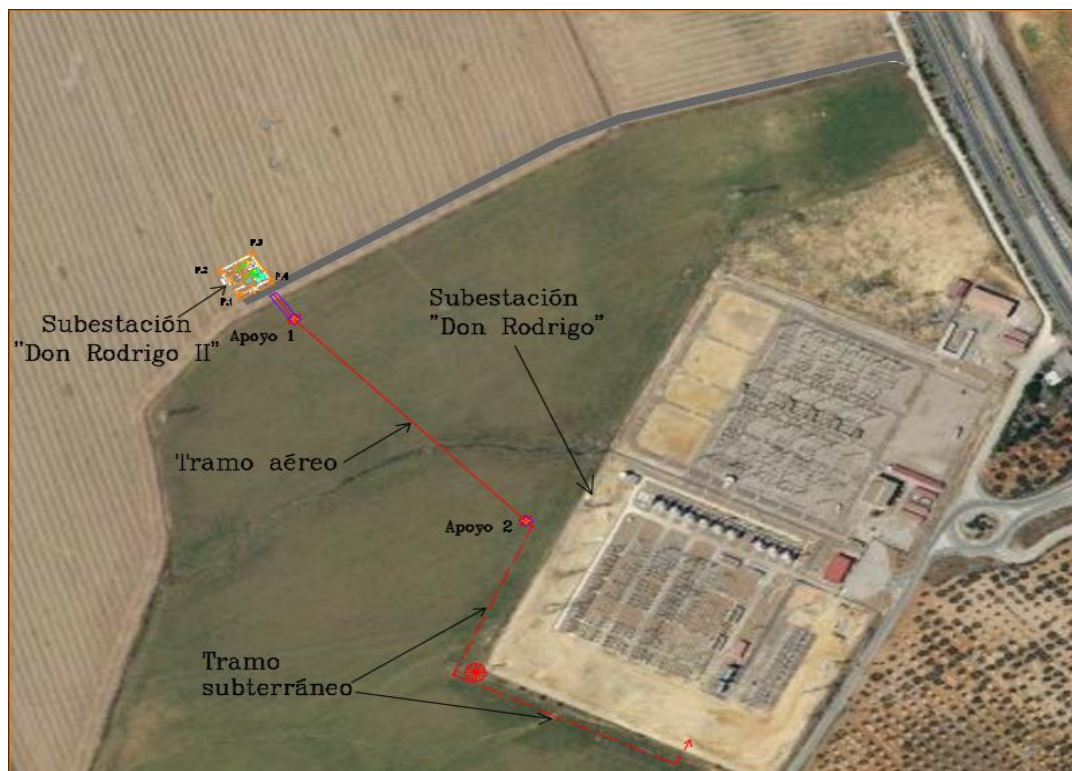 P.3
P.2
P.4
P.1
Subestación
"Don Rodrigo II"
Apoyo 1
Subestación
"Don Rodrigo"
Tramo aéreo
Apoyo 2
Tramo
subterráneo